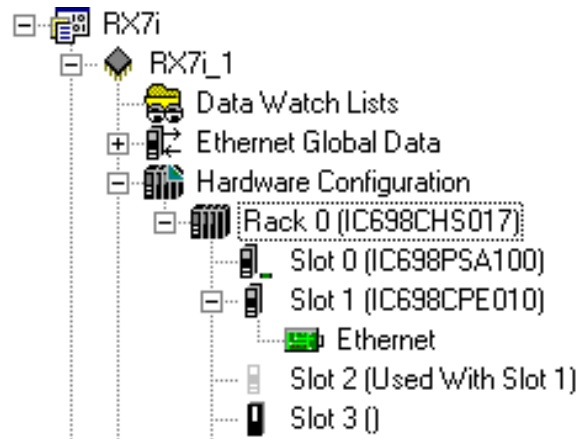 RX7i
RX7i_1
Data Watch Lists
Ethernet Global Data
Hardware Configuration
Rack 0 (IC698CHS017)
Slot 0 (IC698PSA100)
Slot 1 (IC698CPE010)
Ethernet
Slot 2 (Used With Slot 1)
Slot 3 ()